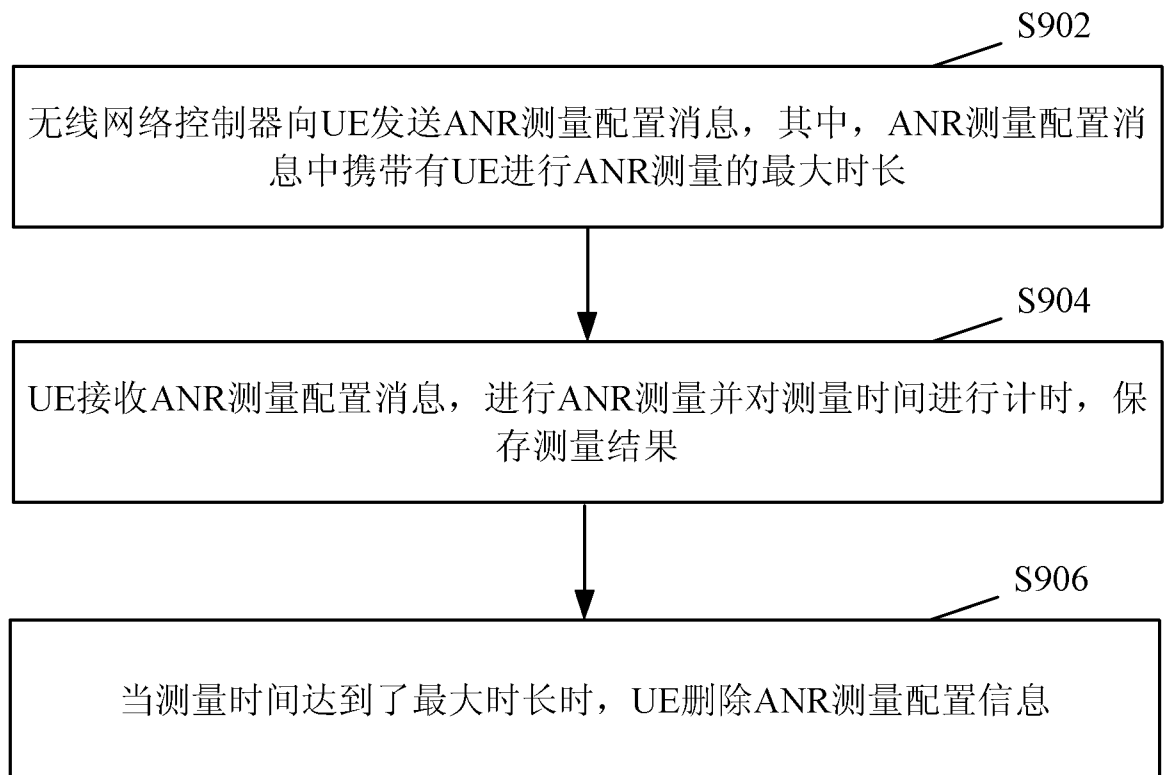 S902
无线网络控制器向UE发送ANR测量配置消息，其中，ANR测量配置消
息中携带有UE进行ANR测量的最大时长
S904
UE接收ANR测量配置消息，进行ANR测量并对测量时间进行计时，保
存测量结果
S906
当测量时间达到了最大时长时，UE删除ANR测量配置信息